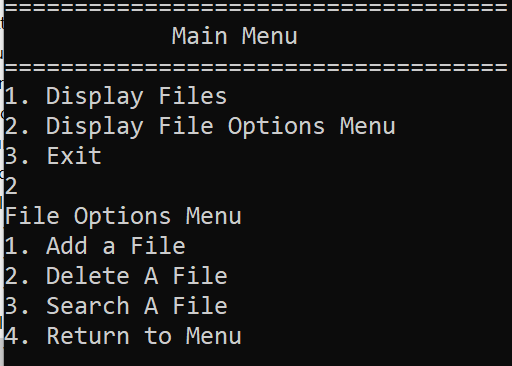 ====================================
Main Menu
====================================
1. Display Files
2. Display File Options Menu
3. Exit
2
File Options Menu
1. Add a File
2. Delete A File
3. Search A File
4. Return to Menu